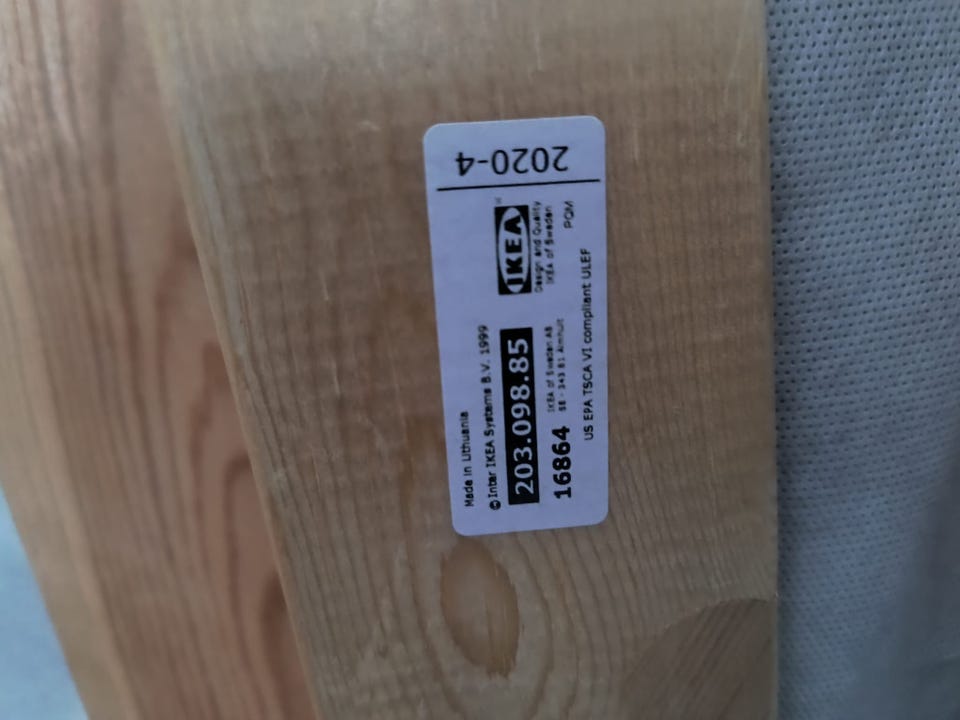 Made in Lithuania
© Inter IKEA Systems B.V. 1999
203.098.85
16864
IKEA of Sweden AB
SE - 343 81 Älmhult
US EPA TSCA VI compliant ULEF
IKEA
Design and Quality
IKEA of Sweden
PQM
2020-4